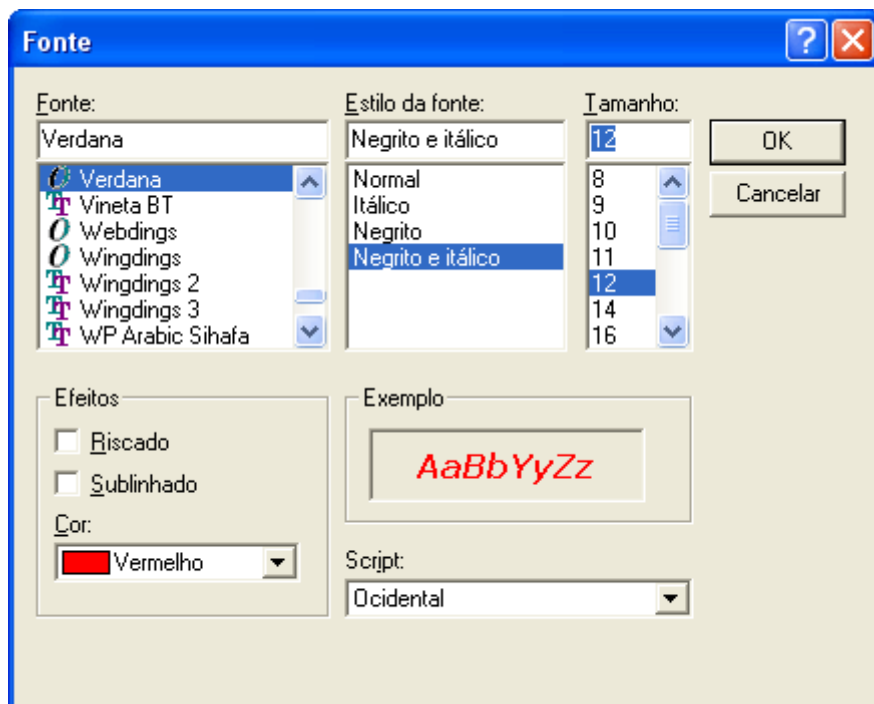 Fonte
Fonte:
Verdana
Verdana
Vineta BT
Webdings
Wingdings
Wingdings 2
Wingdings 3
WP Arabic Sihafa
Estilo da fonte:
Negrito e itálico
Normal
Itálico
Negrito
Negrito e itálico
Tamanho:
12
8
9
10
11
12
14
16
OK
Cancelar
Efeitos
Riscado
Sublinhado
Cor:
Vermelho
Exemplo
AaBbYyZz
Script:
Ocidental